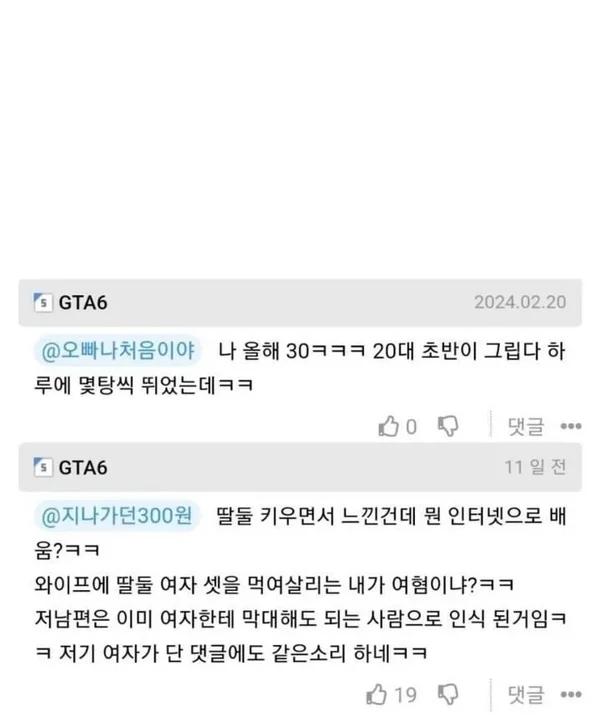 5 GTA6 2024.02.20
@오빠나처음이야 나 올해 30ㅋㅋㅋ 20대 초반이 그립다 하
루에 몇탕씩 뛰었는데ㅋㅋ
0 댓글
5 GTA6 11 일 전
@지나가던300원 딸둘 키우면서 느낀건데 뭔 인터넷으로 배
움?ㅋㅋ
와이프에 딸둘 여자 셋을 먹여살리는 내가 여혐이냐?ㅋㅋ
저남편은 이미 여자한테 막대해도 되는 사람으로 인식 된거임ㅋ
ㅋ 저기 여자가 단 댓글에도 같은소리 하네ㅋㅋ
19 댓글